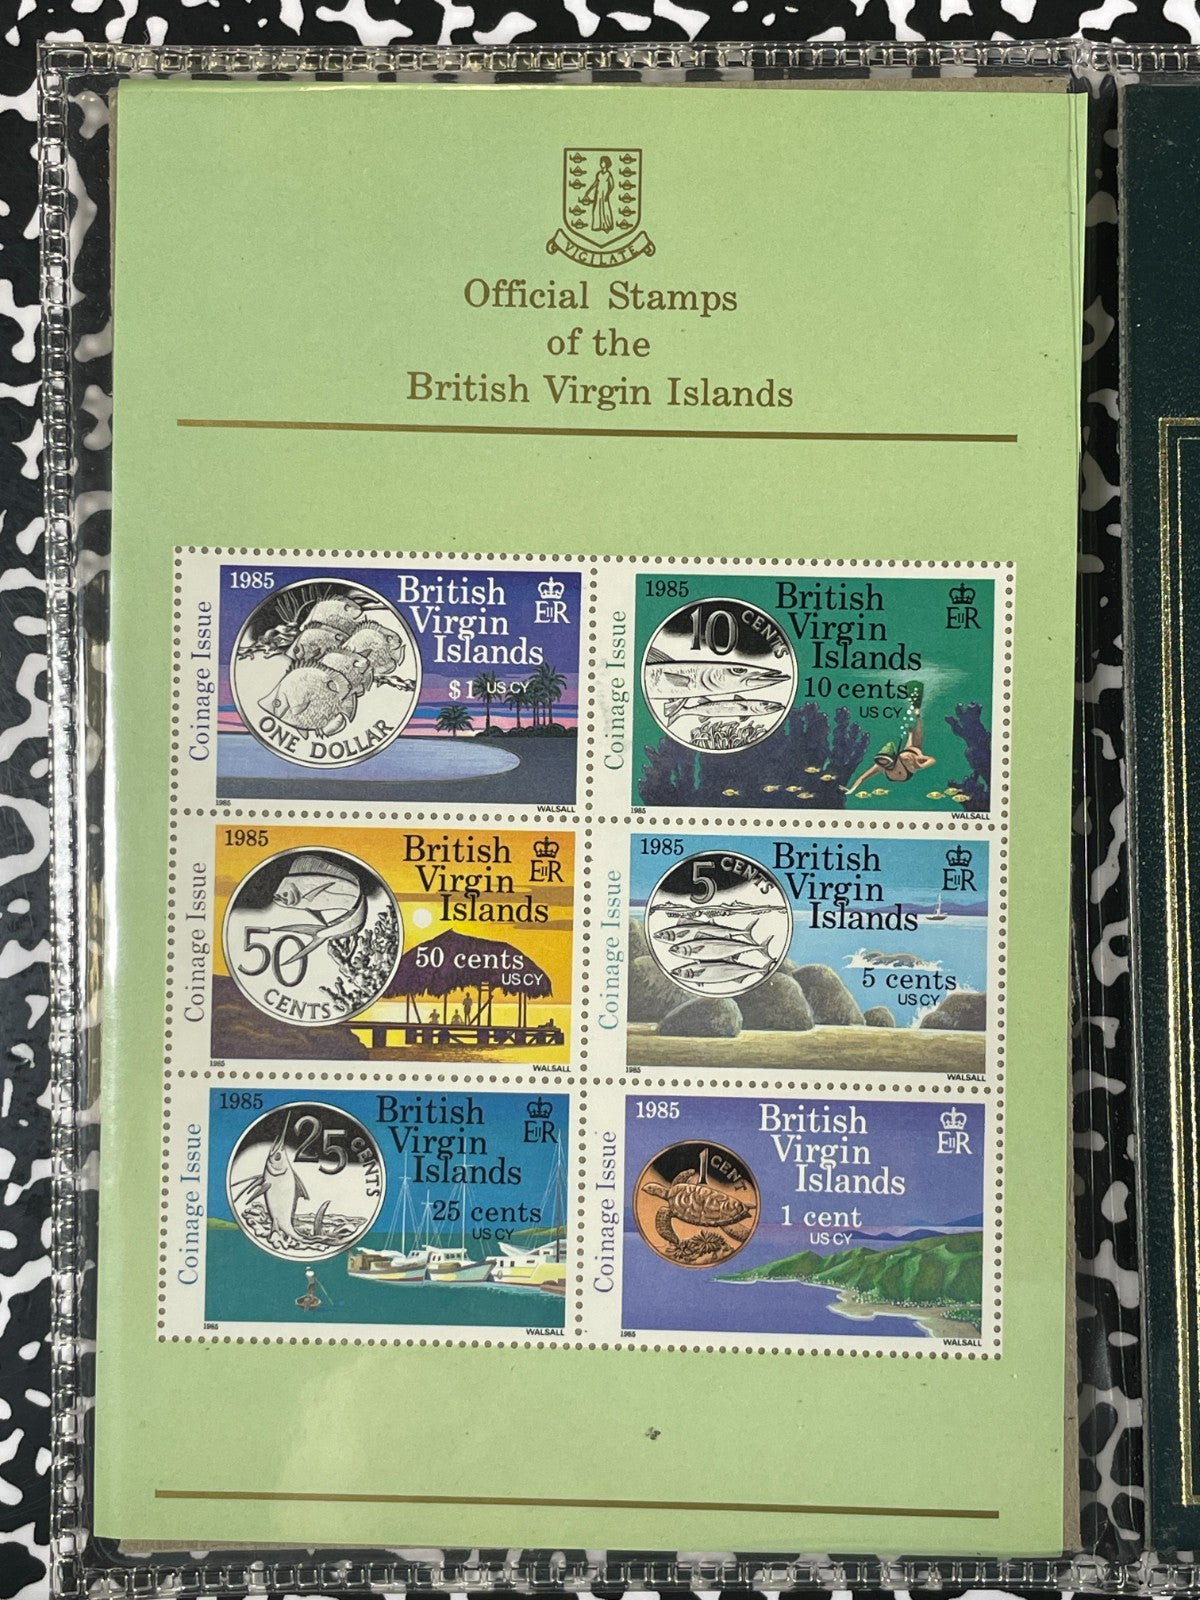 VIGILATE
Official Stamps
of the
British Virgin Islands
Coinage Issue
1985
British
Virgin
Islands
EIIR
$1 US CY
ONE DOLLAR
1985
WALSALL
Coinage Issue
1985
British
Virgin
Islands
EIIR
10 CENTS
10 cents
US CY
1985
WALSALL
Coinage Issue
1985
British
Virgin
Islands
EIIR
50
CENTS
50 cents
US CY
1985
WALSALL
Coinage Issue
1985
British
Virgin
Islands
EIIR
5 CENTS
5 cents
US CY
1985
WALSALL
Coinage Issue
1985
British
Virgin
Islands
EIIR
25 CENTS
25 cents
US CY
1985
WALSALL
Coinage Issue
1985
British
Virgin
Islands
EIIR
1 CENT
1 cent
US CY
1985
WALSALL